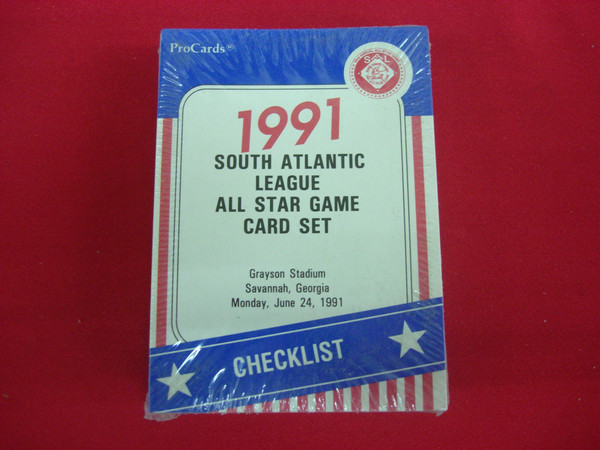 ProCards®
S L
1991
SOUTH ATLANTIC
LEAGUE
ALL STAR GAME
CARD SET
Grayson Stadium
Savannah, Georgia
Monday, June 24, 1991
CHECKLIST